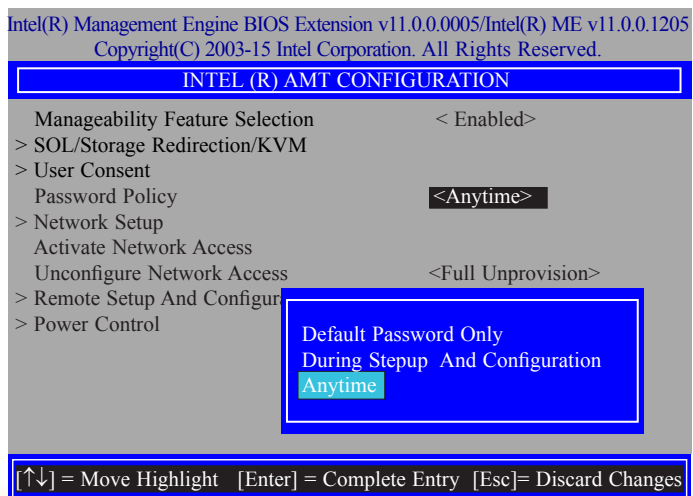 Intel(R) Management Engine BIOS Extension v11.0.0.0005/Intel(R) ME v11.0.0.1205
Copyright(C) 2003-15 Intel Corporation. All Rights Reserved.
INTEL (R) AMT CONFIGURATION
Manageability Feature Selection < Enabled>
> SOL/Storage Redirection/KVM
> User Consent
Password Policy <Anytime>
> Network Setup
Activate Network Access
Unconfigure Network Access <Full Unprovision>
> Remote Setup And Configura
> Power Control
Default Password Only
During Stepup And Configuration
Anytime
[↑↓] = Move Highlight [Enter] = Complete Entry [Esc]= Discard Changes